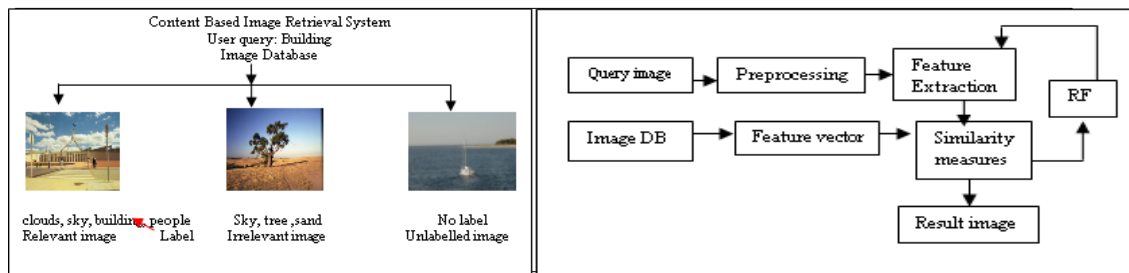 Content Based Image Retrieval System
User query: Building
Image Database
clouds, sky, building, people
Relevant image
Label
Sky, tree ,sand
Irrelevant image
No label
Unlabelled image
Query image
Preprocessing
Feature
Extraction
RF
Image DB
Feature vector
Similarity
measures
Result image